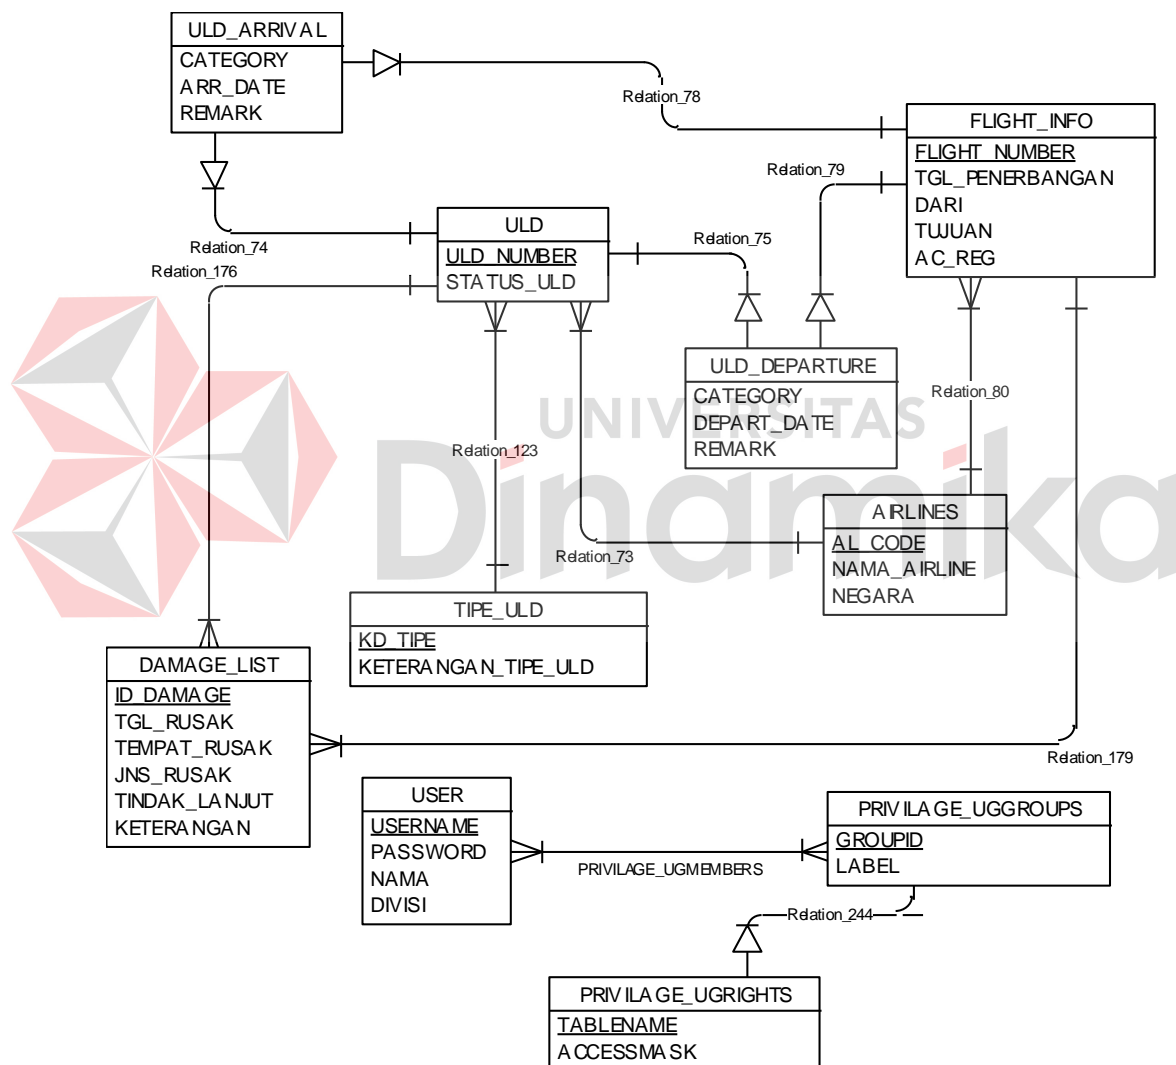 ULD_ARRIVAL
CATEGORY
ARR_DATE
REMARK
Relation_78
FLIGHT_INFO
FLIGHT_NUMBER
TGL_PENERBANGAN
DARI
TUJUAN
AC_REG
Relation_79
Relation_74
ULD
ULD_NUMBER
STATUS_ULD
Relation_75
Relation_176
ULD_DEPARTURE
CATEGORY
DEPART_DATE
REMARK
Relation_80
UNIVERSITAS
Dinamika
Relation_123
AIRLINES
AL_CODE
NAMA_AIRLINE
NEGARA
Relation_73
TIPE_ULD
KD_TIPE
KETERANGAN_TIPE_ULD
DAMAGE_LIST
ID_DAMAGE
TGL_RUSAK
TEMPAT_RUSAK
JNS_RUSAK
TINDAK_LANJUT
KETERANGAN
Relation_179
USER
USERNAME
PASSWORD
NAMA
DIVISI
PRIVILAGE_UGMEMBERS
PRIVILAGE_UGGROUPS
GROUPID
LABEL
Relation_244
PRIVILAGE_UGRIGHTS
TABLENAME
ACCESSMASK